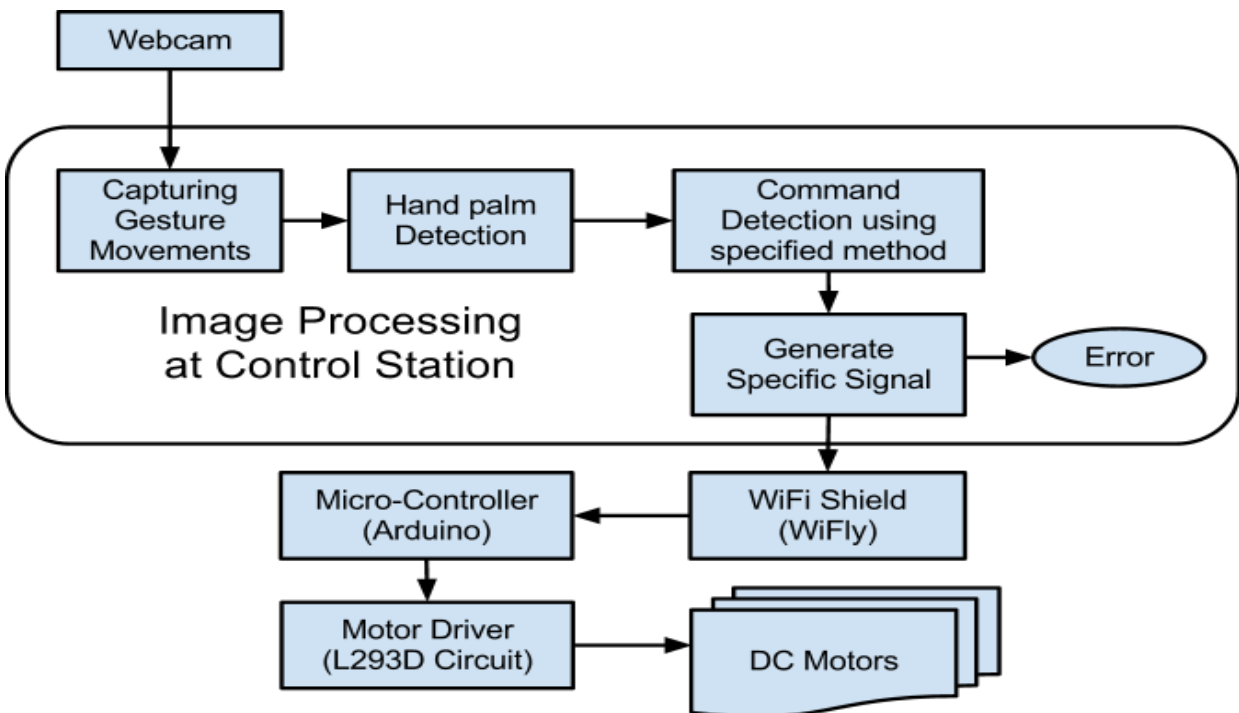 Webcam
Capturing
Gesture
Movements
Hand palm
Detection
Command
Detection using
specified method
Image Processing
at Control Station
Generate
Specific Signal
Error
Micro-Controller
(Arduino)
WiFi Shield
(WiFly)
Motor Driver
(L293D Circuit)
DC Motors